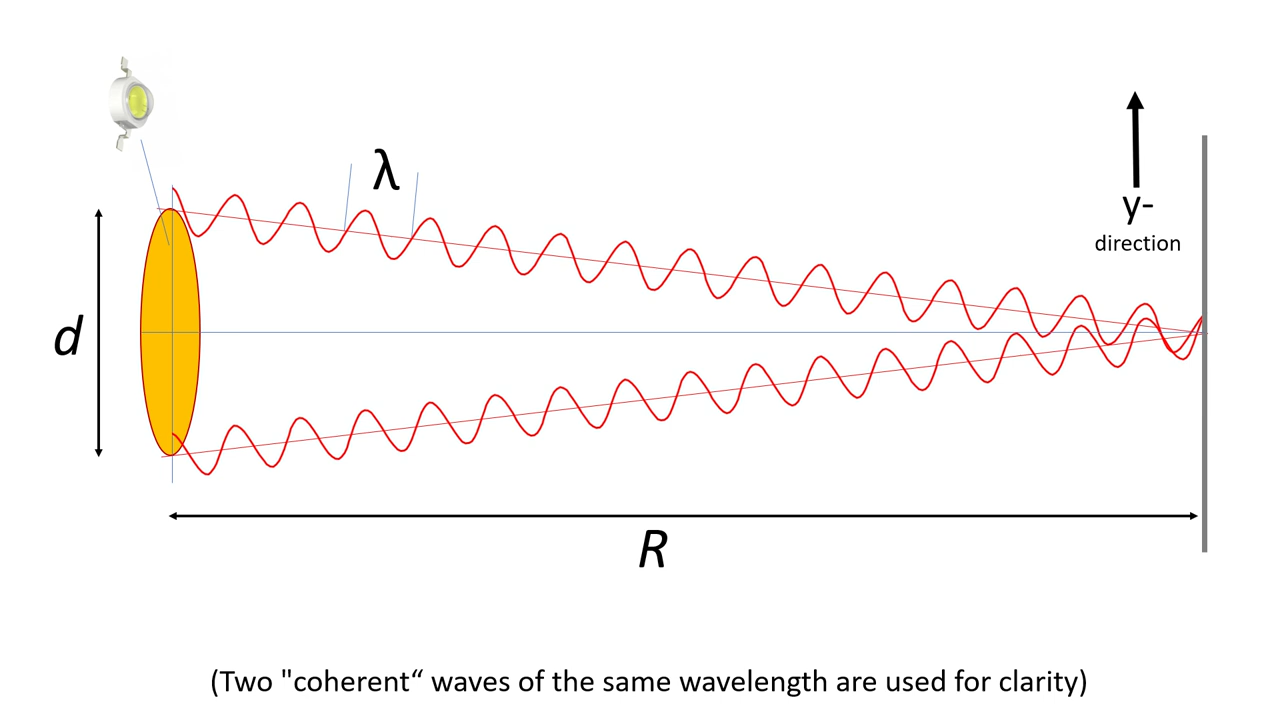 λ
y-
direction
d
R
(Two "coherent“ waves of the same wavelength are used for clarity)